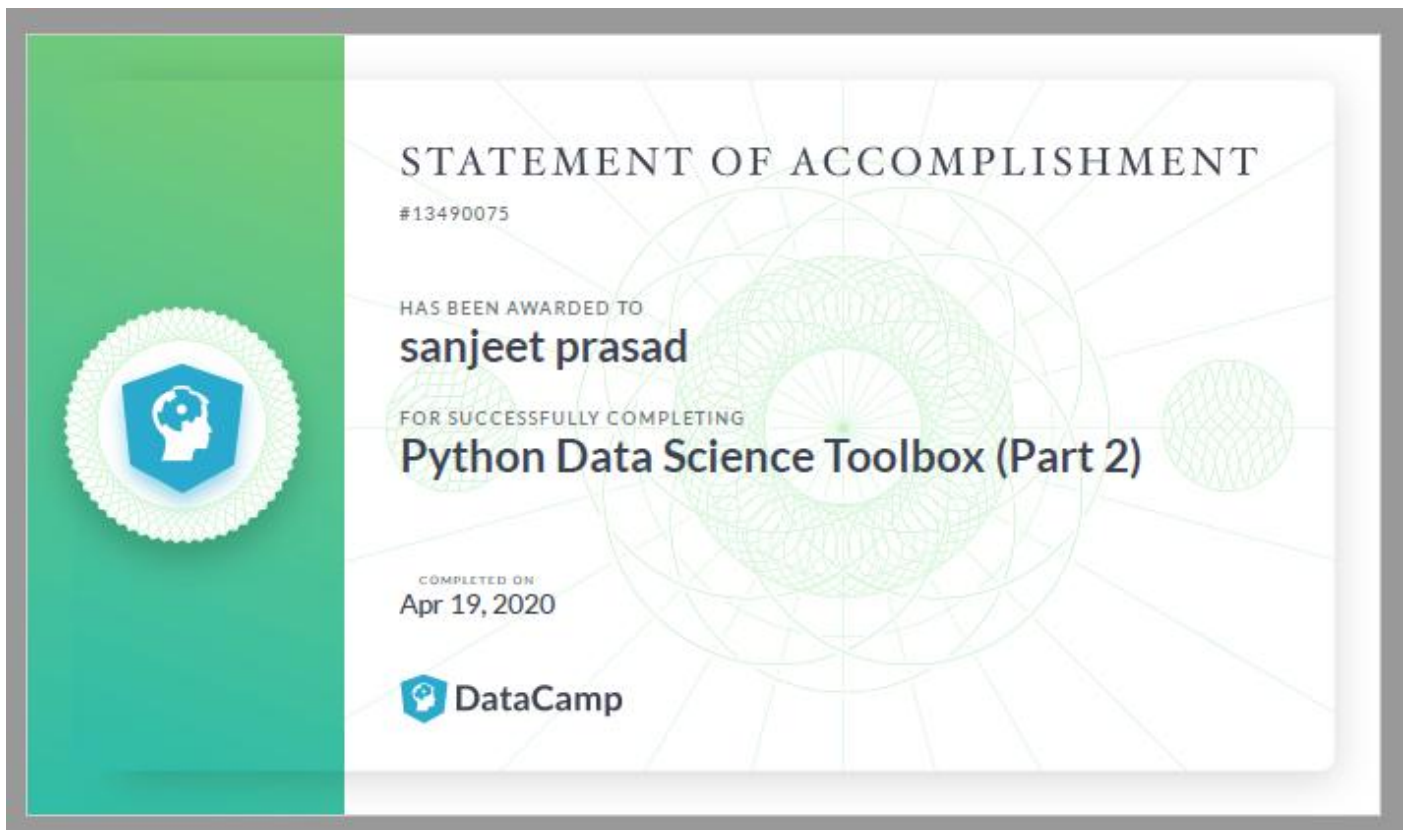 STATEMENT OF ACCOMPLISHMENT
#13490075
HAS BEEN AWARDED TO
sanjeet prasad
FOR SUCCESSFULLY COMPLETING
Python Data Science Toolbox (Part 2)
COMPLETED ON
Apr 19, 2020
DataCamp